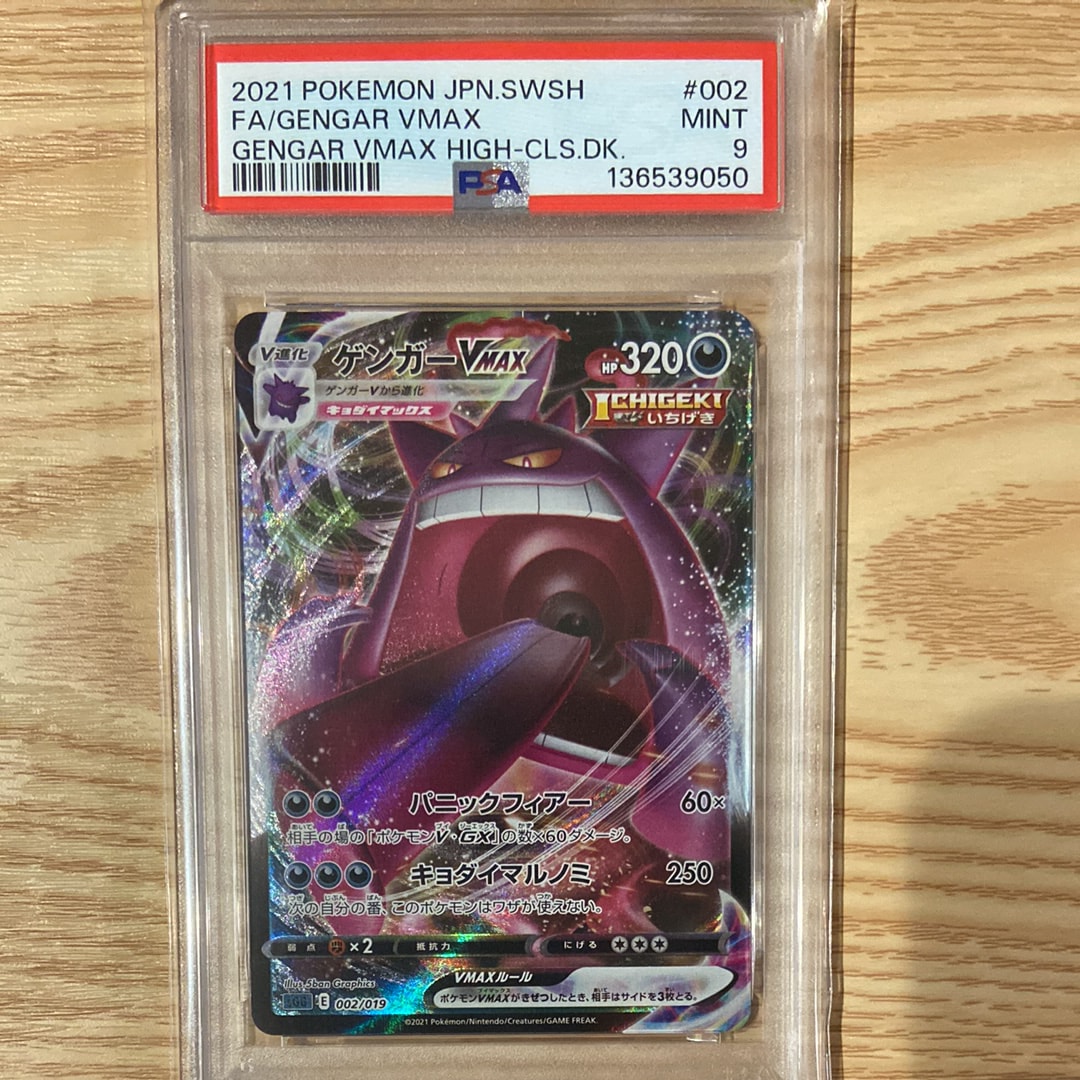 2021 POKEMON JPN.SWSH #002
FA/GENGAR VMAX MINT
GENGAR VMAX HIGH-CLS.DK. 9
PSA 136539050
V進化 ゲンガーVMAX HP320
ゲンガーVから進化
キョダイマックス
ICHIGEKI
いちげき
パニックフィアー 60×
相手の場の「ポケモンV・GX」の数×60ダメージ。
キョダイマルノミ 250
次の自分の番、このポケモンはワザが使えない。
弱点 ×2 抵抗力 にげる
VMAXルール
ポケモンVMAXがきぜつしたとき、相手はサイドを3枚とる。
Illus. 5ban Graphics
E 002/019
©2021 Pokémon/Nintendo/Creatures/GAME FREAK.